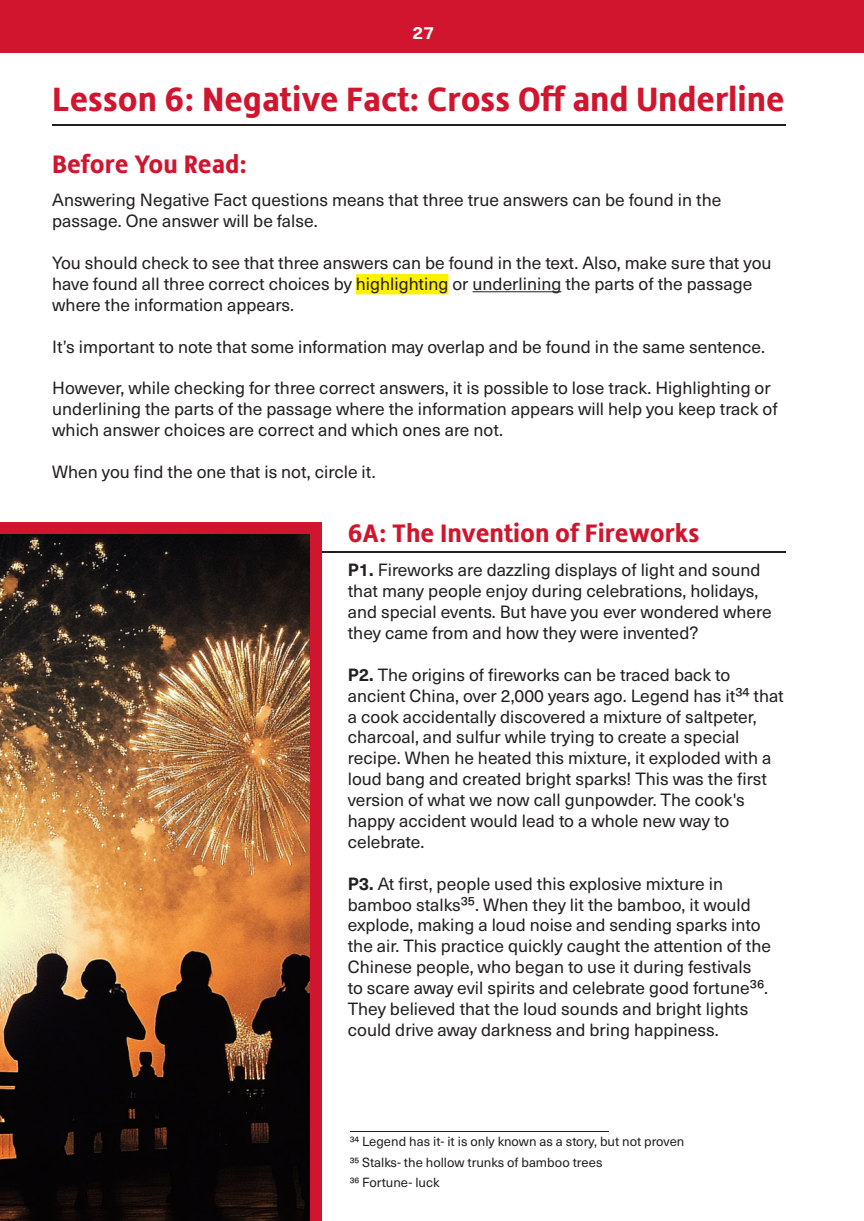 27
Lesson 6: Negative Fact: Cross Off and Underline
Before You Read:
Answering Negative Fact questions means that three true answers can be found in the
passage. One answer will be false.
You should check to see that three answers can be found in the text. Also, make sure that you
have found all three correct choices by highlighting or underlining the parts of the passage
where the information appears.
It’s important to note that some information may overlap and be found in the same sentence.
However, while checking for three correct answers, it is possible to lose track. Highlighting or
underlining the parts of the passage where the information appears will help you keep track of
which answer choices are correct and which ones are not.
When you find the one that is not, circle it.
6A: The Invention of Fireworks
P1. Fireworks are dazzling displays of light and sound
that many people enjoy during celebrations, holidays,
and special events. But have you ever wondered where
they came from and how they were invented?
P2. The origins of fireworks can be traced back to
ancient China, over 2,000 years ago. Legend has it³⁴ that
a cook accidentally discovered a mixture of saltpeter,
charcoal, and sulfur while trying to create a special
recipe. When he heated this mixture, it exploded with a
loud bang and created bright sparks! This was the first
version of what we now call gunpowder. The cook's
happy accident would lead to a whole new way to
celebrate.
P3. At first, people used this explosive mixture in
bamboo stalks³⁵. When they lit the bamboo, it would
explode, making a loud noise and sending sparks into
the air. This practice quickly caught the attention of the
Chinese people, who began to use it during festivals
to scare away evil spirits and celebrate good fortune³⁶.
They believed that the loud sounds and bright lights
could drive away darkness and bring happiness.
³⁴ Legend has it- it is only known as a story, but not proven
³⁵ Stalks- the hollow trunks of bamboo trees
³⁶ Fortune- luck